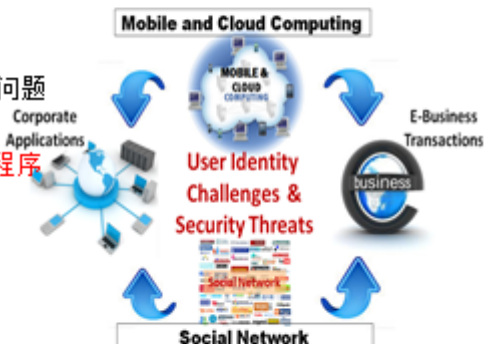 Mobile and Cloud Computing
MOBILE &
CLOUD
COMPUTING
问题
Corporate
Applications
程序
E-Business
Transactions
User Identity
Challenges &
Security Threats
business
Social Network
Social Network